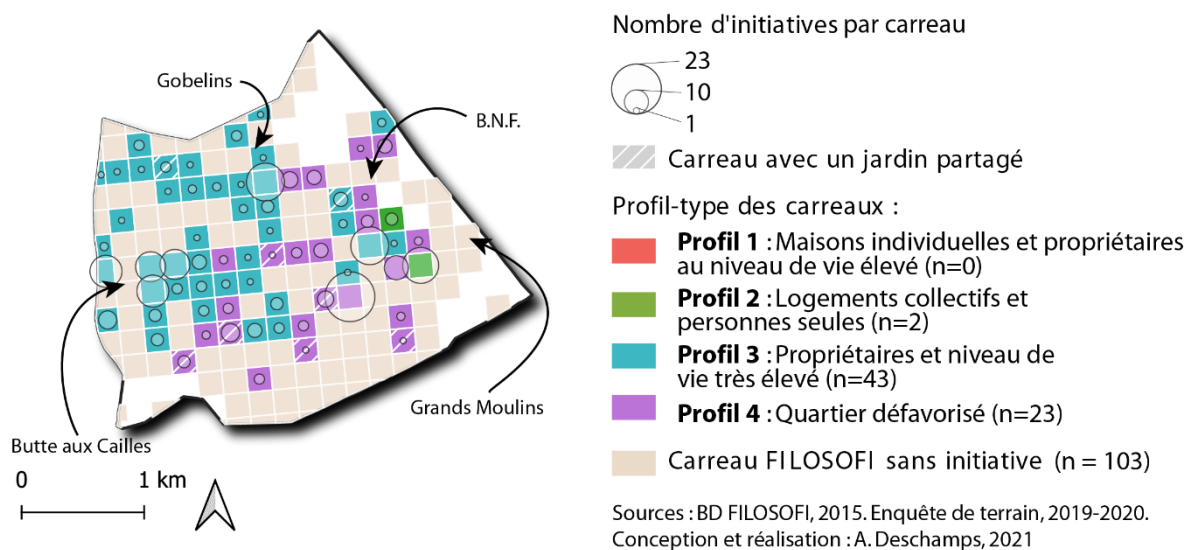 Gobelins
B.N.F.
Grands Moulins
Butte aux Cailles
0 1 km
Nombre d'initiatives par carreau
23
10
1
Carreau avec un jardin partagé
Profil-type des carreaux :
Profil 1 : Maisons individuelles et propriétaires
au niveau de vie élevé (n=0)
Profil 2 : Logements collectifs et
personnes seules (n=2)
Profil 3 : Propriétaires et niveau de
vie très élevé (n=43)
Profil 4 : Quartier défavorisé (n=23)
Carreau FILOSOFI sans initiative (n = 103)
Sources : BD FILOSOFI, 2015. Enquête de terrain, 2019-2020.
Conception et réalisation : A. Deschamps, 2021